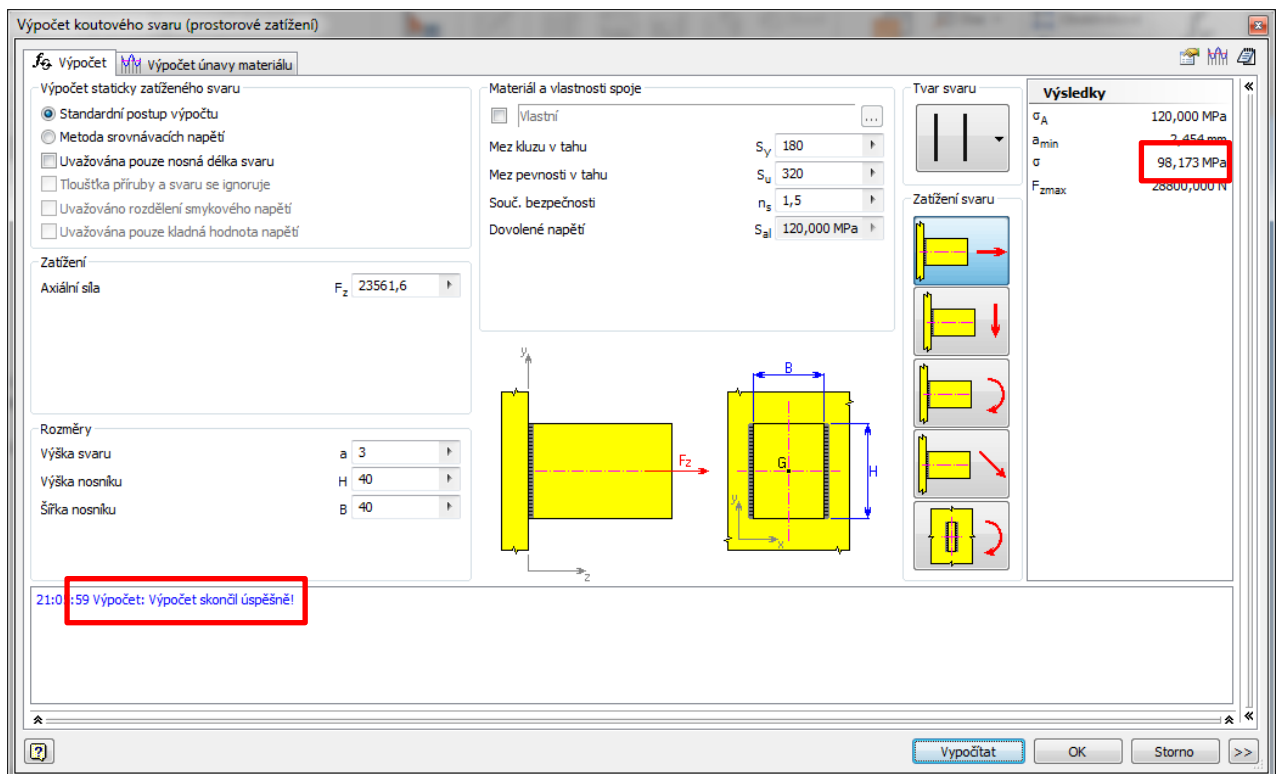 Výpočet koutového svaru (prostorové zatížení)
Výpočet
Výpočet únavy materiálu
Výpočet staticky zatíženého svaru
Standardní postup výpočtu
Metoda srovnávacích napětí
Uvažována pouze nosná délka svaru
Tloušťka příruby a svaru se ignoruje
Uvažováno rozdělení smykového napětí
Uvažována pouze kladná hodnota napětí
Zatížení
Axiální síla Fz 23561,6
Rozměry
Výška svaru a 3
Výška nosníku H 40
Šířka nosníku B 40
Materiál a vlastnosti spoje
Vlastní ...
Mez kluzu v tahu Sy 180
Mez pevnosti v tahu Su 320
Souč. bezpečnosti ns 1,5
Dovolené napětí Sal 120,000 MPa
y
Fz
z
B
G
H
y
x
Tvar svaru
Zatížení svaru
Výsledky
σA 120,000 MPa
amin 2,454 mm
σ 98,173 MPa
Fzmax 28800,000 N
:59 Výpočet: Výpočet skončil úspěšně!
Vypočítat
OK
Storno
>>